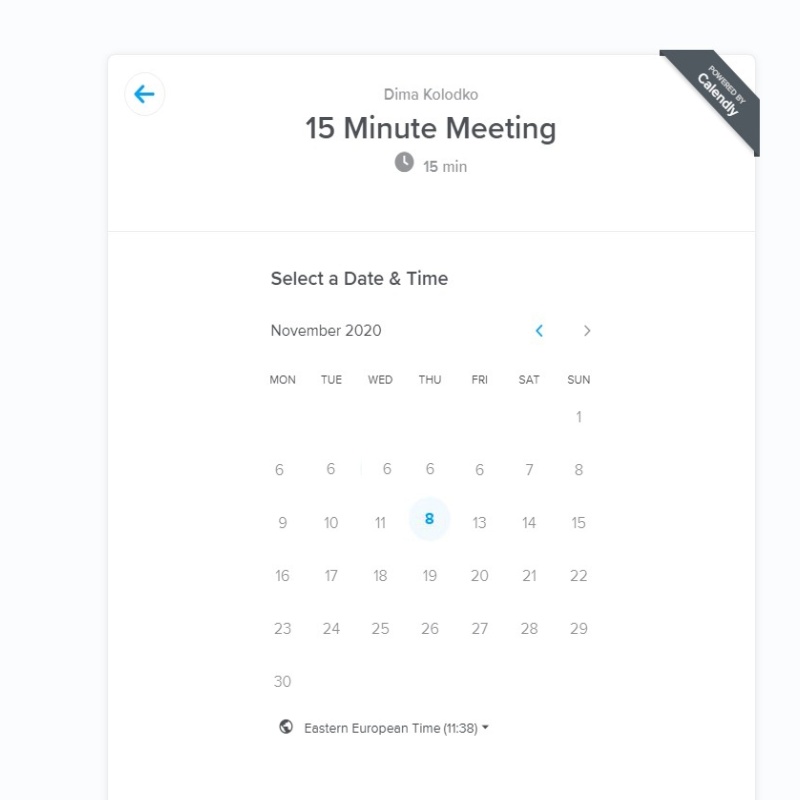 POWERED BY
Calendly
Dima Kolodko
15 Minute Meeting
15 min
Select a Date & Time
November 2020
MON TUE WED THU FRI SAT SUN
1
6 6 6 6 6 7 8
9 10 11 8 13 14 15
16 17 18 19 20 21 22
23 24 25 26 27 28 29
30
Eastern European Time (11:38)